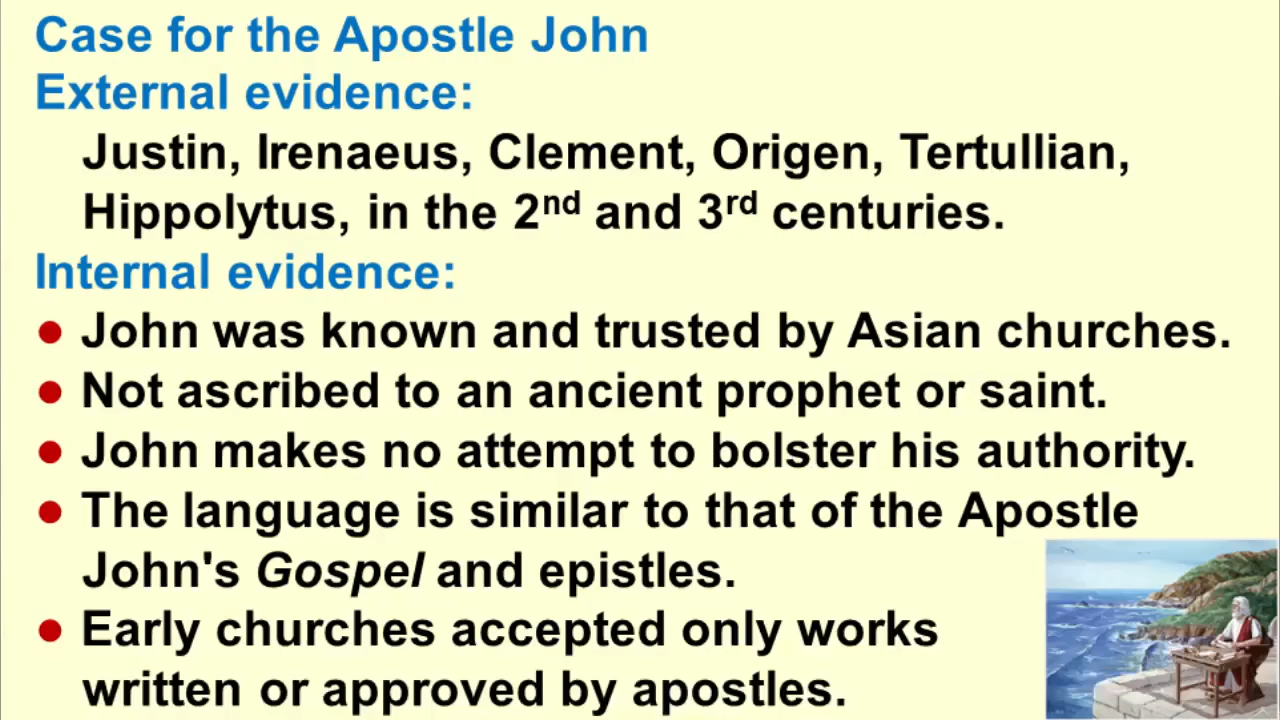 Case for the Apostle John
External evidence:
Justin, Irenaeus, Clement, Origen, Tertullian,
Hippolytus, in the 2nd and 3rd centuries.
Internal evidence:
● John was known and trusted by Asian churches.
● Not ascribed to an ancient prophet or saint.
● John makes no attempt to bolster his authority.
● The language is similar to that of the Apostle
John's Gospel and epistles.
● Early churches accepted only works
written or approved by apostles.